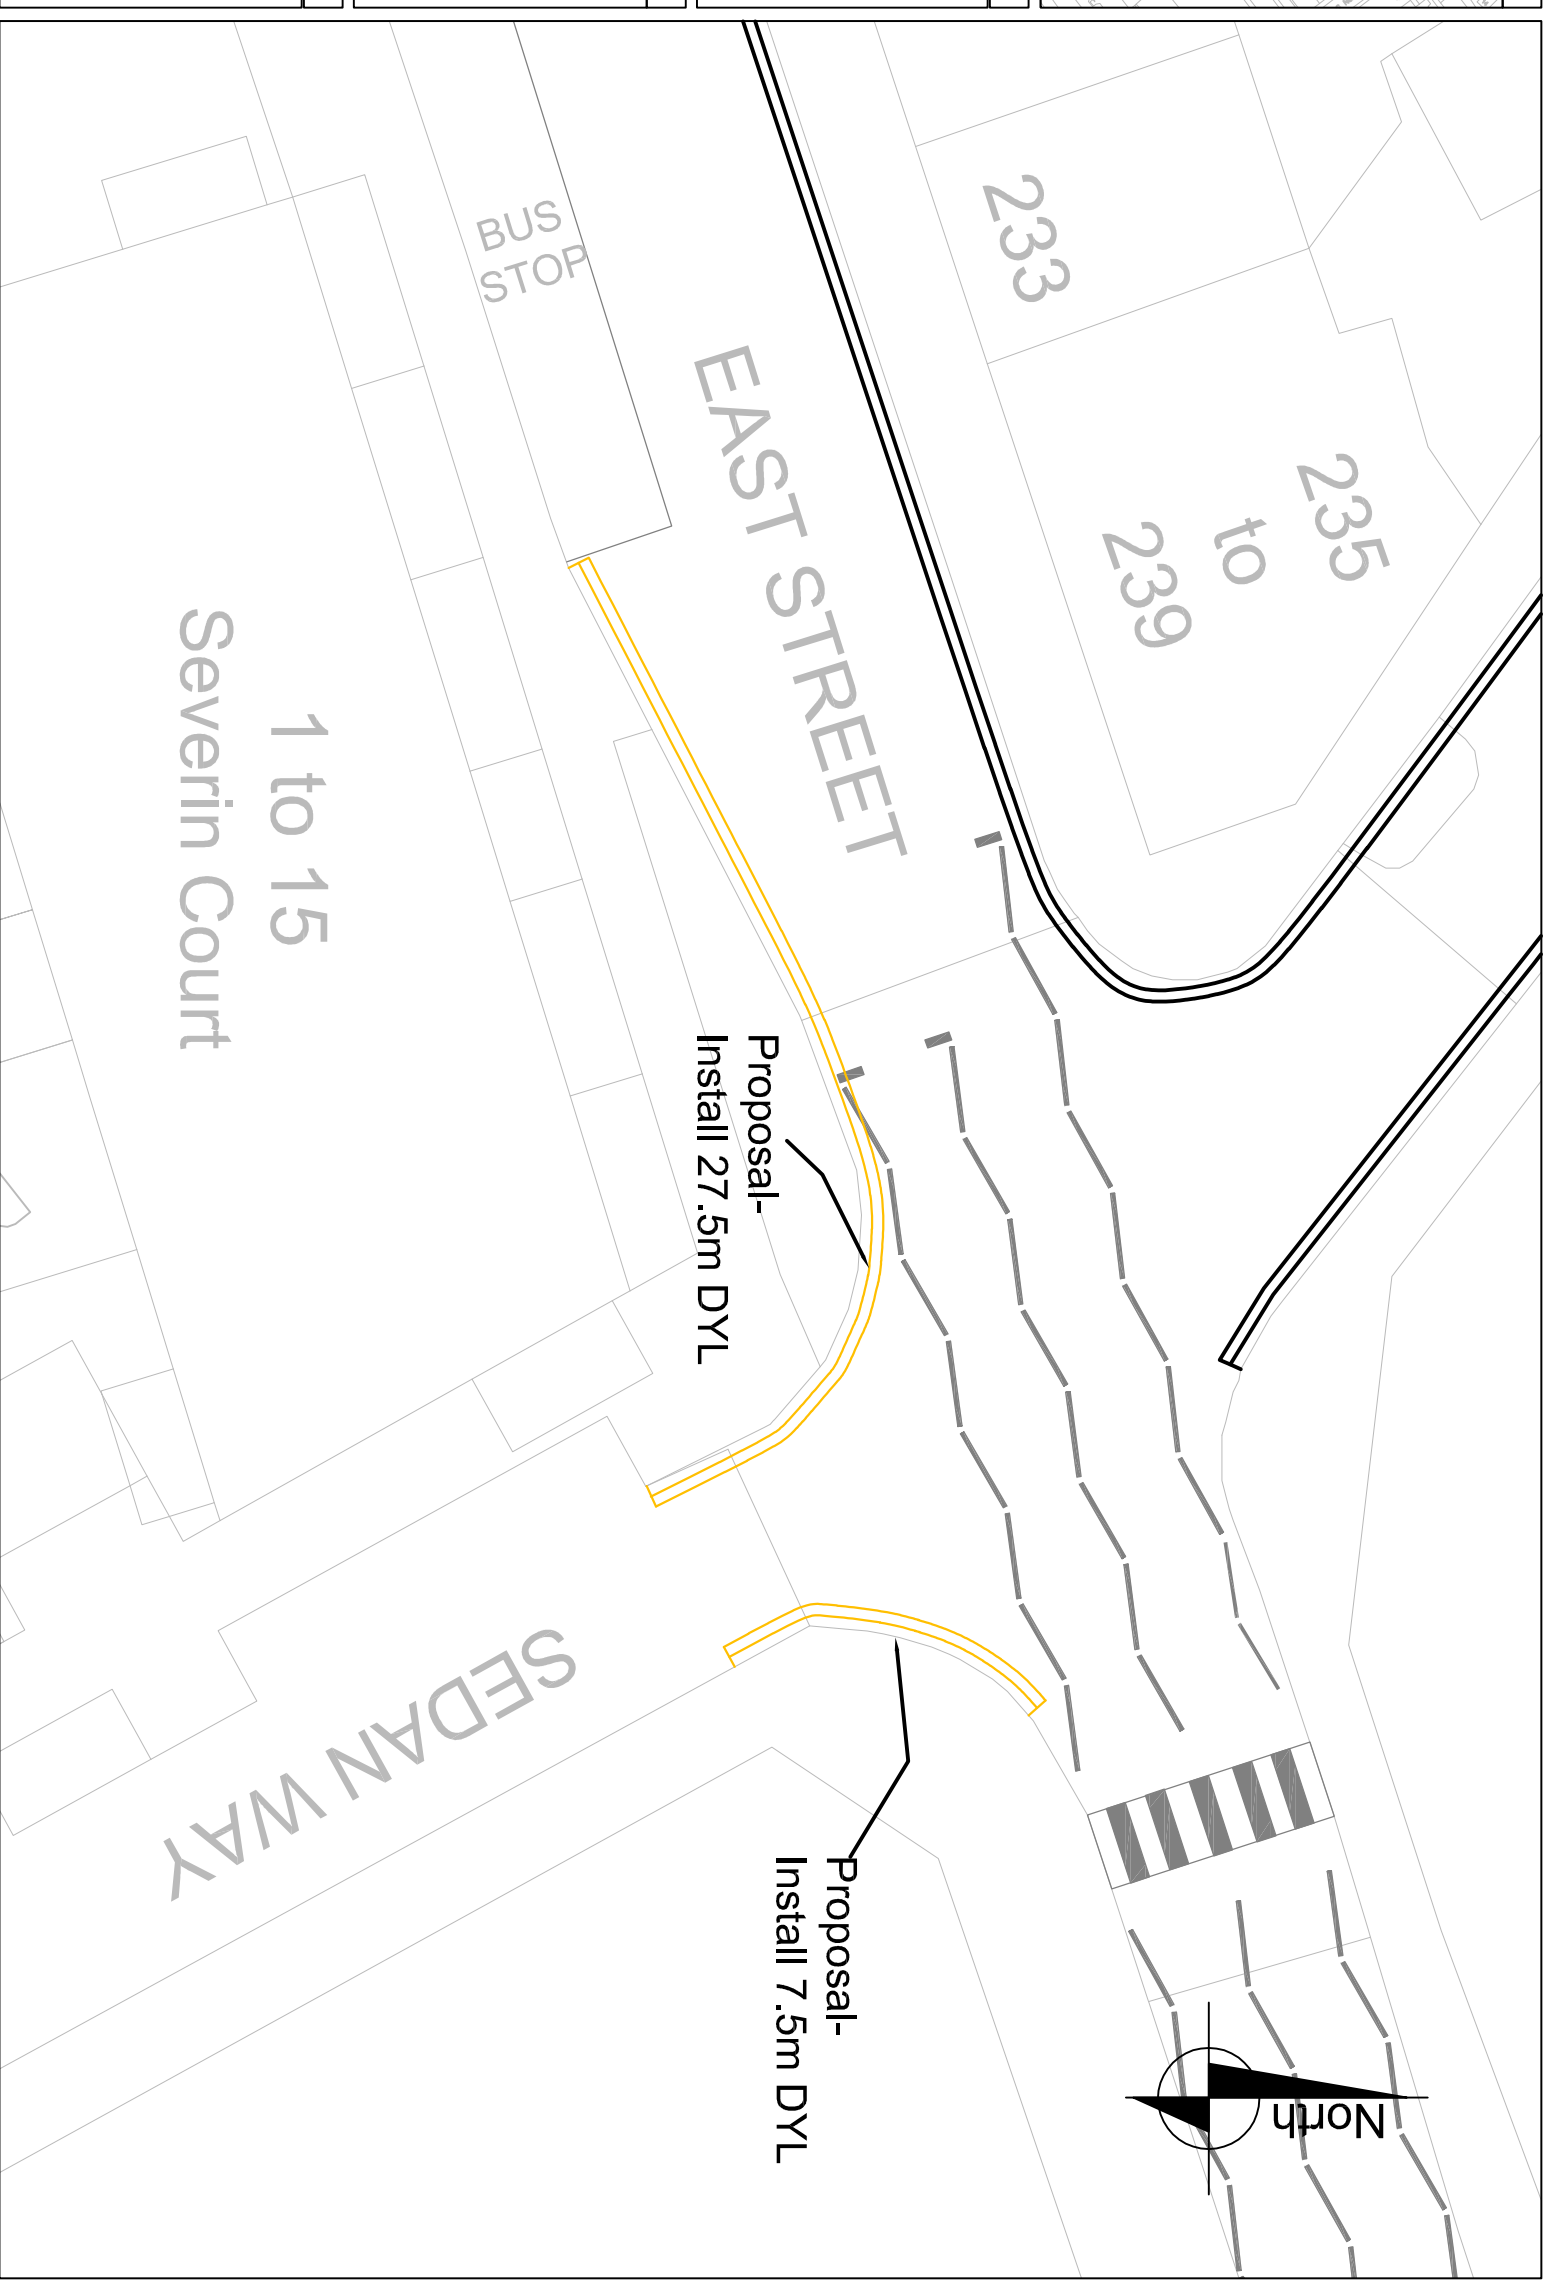 233
235
to
239
BUS
STOP
EAST STREET
1 to 15
Severin Court
Proposal-
Install 27.5m DYL
SEDAN WAY
Proposal-
Install 7.5m DYL
North